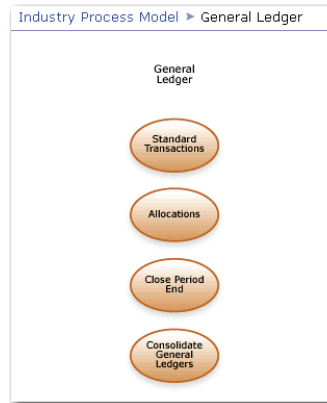 Industry Process Model ➤ General Ledger
General
Ledger
Standard
Transactions
Allocations
Close Period
End
Consolidate
General
Ledgers